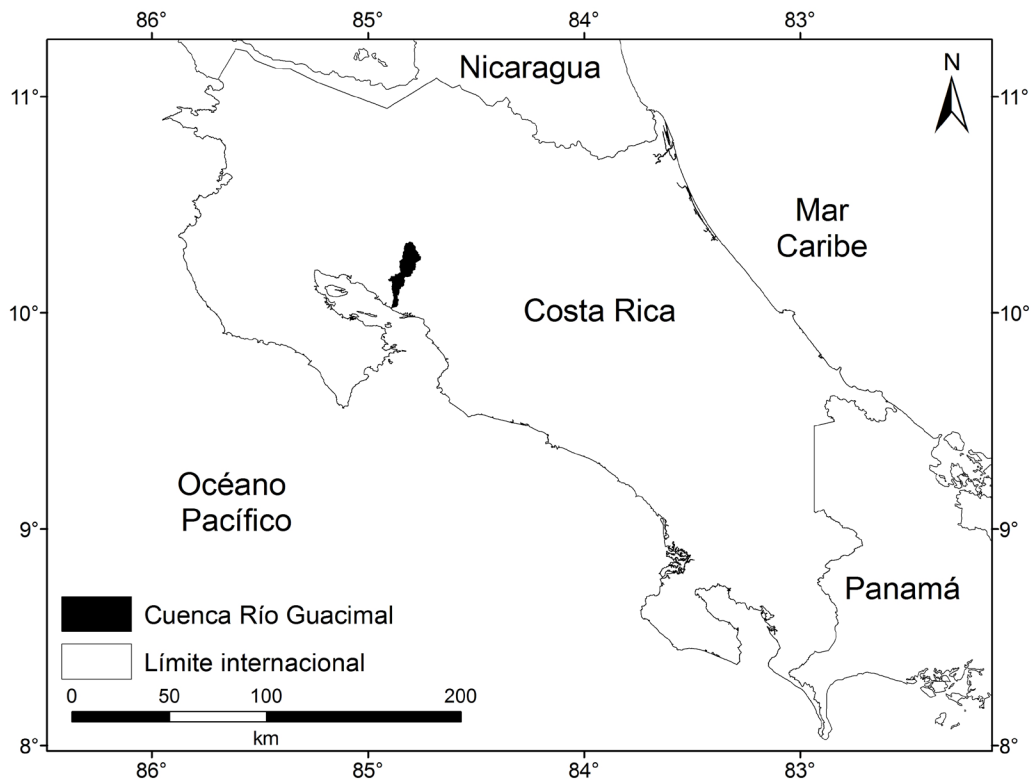 86° 85° 84° 83°
Nicaragua
N
11° 11°
Mar
Caribe
Costa Rica
10° 10°
Océano
Pacífico
9° 9°
Panamá
Cuenca Río Guacimal
Límite internacional
0 50 100 200
km
8° 8°
86° 85° 84° 83°